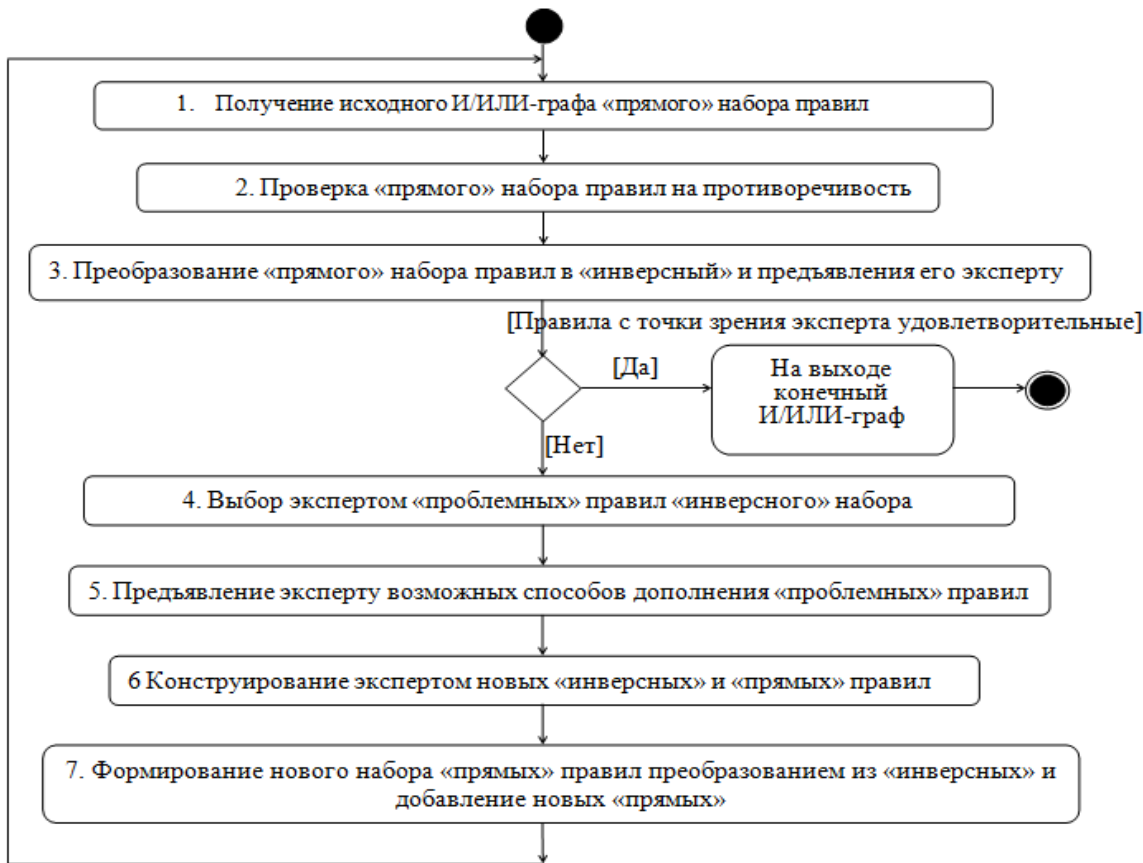 1. Получение исходного И/ИЛИ-графа «прямого» набора правил
2. Проверка «прямого» набора правил на противоречивость
3. Преобразование «прямого» набора правил в «инверсный» и предъявления его эксперту
[Правила с точки зрения эксперта удовлетворительные]
[Да]
На выходе
конечный
И/ИЛИ-граф
[Нет]
4. Выбор экспертом «проблемных» правил «инверсного» набора
5. Предъявление эксперту возможных способов дополнения «проблемных» правил
6 Конструирование экспертом новых «инверсных» и «прямых» правил
7. Формирование нового набора «прямых» правил преобразованием из «инверсных» и
добавление новых «прямых»